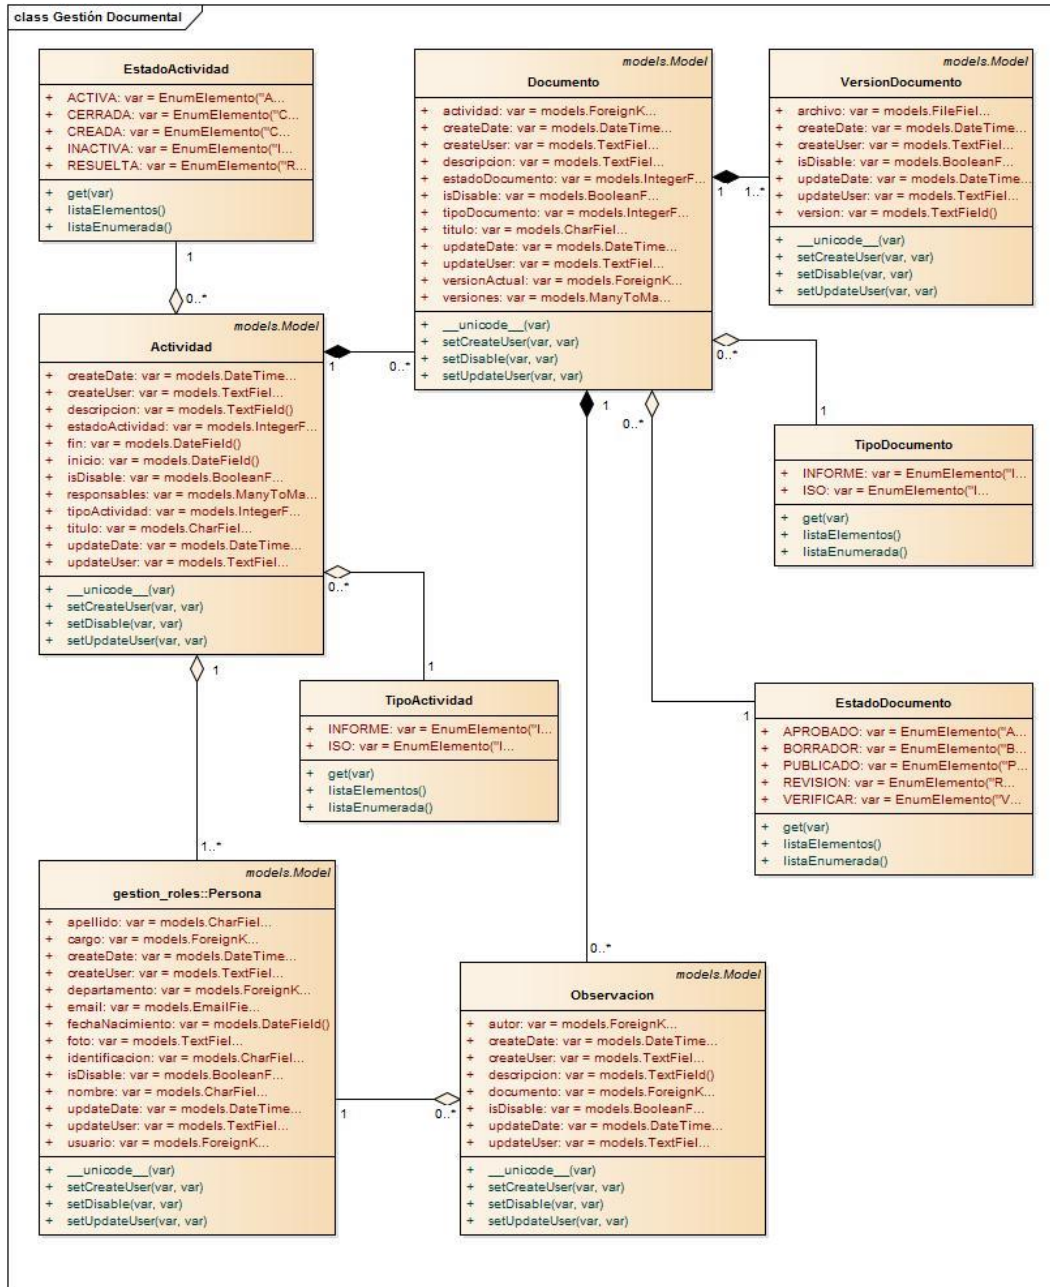 class Gestión Documental
EstadoActividad
+ ACTIVA: var = EnumElemento("A...
+ CERRADA: var = EnumElemento("C...
+ CREADA: var = EnumElemento("C...
+ INACTIVA: var = EnumElemento("I...
+ RESUELTA: var = EnumElemento("R...
+ get(var)
+ listaElementos()
+ listaEnumerada()
1
0..*
models.Model
Documento
+ actividad: var = models.ForeignK...
+ createDate: var = models.DateTime...
+ createUser: var = models.TextFiel...
+ descripcion: var = models.TextFiel...
+ estadoDocumento: var = models.IntegerF...
+ isDisable: var = models.BooleanF...
+ tipoDocumento: var = models.IntegerF...
+ titulo: var = models.CharFiel...
+ updateDate: var = models.DateTime...
+ updateUser: var = models.TextFiel...
+ versionActual: var = models.ForeignK...
+ versiones: var = models.ManyToMa...
+ __unicode__(var)
+ setCreateUser(var, var)
+ setDisable(var, var)
+ setUpdateUser(var, var)
1
1..*
models.Model
VersionDocumento
+ archivo: var = models.FileFiel...
+ createDate: var = models.DateTime...
+ createUser: var = models.TextFiel...
+ isDisable: var = models.BooleanF...
+ updateDate: var = models.DateTime...
+ updateUser: var = models.TextFiel...
+ version: var = models.TextField()
+ __unicode__(var)
+ setCreateUser(var, var)
+ setDisable(var, var)
+ setUpdateUser(var, var)
models.Model
Actividad
+ createDate: var = models.DateTime...
+ createUser: var = models.TextFiel...
+ descripcion: var = models.TextField()
+ estadoActividad: var = models.IntegerF...
+ fin: var = models.DateField()
+ inicio: var = models.DateField()
+ isDisable: var = models.BooleanF...
+ responsables: var = models.ManyToMa...
+ tipoActividad: var = models.IntegerF...
+ titulo: var = models.CharFiel...
+ updateDate: var = models.DateTime...
+ updateUser: var = models.TextFiel...
+ __unicode__(var)
+ setCreateUser(var, var)
+ setDisable(var, var)
+ setUpdateUser(var, var)
1
0..*
0..*
1
1
0..*
0..*
1
TipoDocumento
+ INFORME: var = EnumElemento("I...
+ ISO: var = EnumElemento("I...
+ get(var)
+ listaElementos()
+ listaEnumerada()
1
1
TipoActividad
+ INFORME: var = EnumElemento("I...
+ ISO: var = EnumElemento("I...
+ get(var)
+ listaElementos()
+ listaEnumerada()
1
EstadoDocumento
+ APROBADO: var = EnumElemento("A...
+ BORRADOR: var = EnumElemento("B...
+ PUBLICADO: var = EnumElemento("P...
+ REVISION: var = EnumElemento("R...
+ VERIFICAR: var = EnumElemento("V...
+ get(var)
+ listaElementos()
+ listaEnumerada()
1..*
models.Model
gestion_roles::Persona
+ apellido: var = models.CharFiel...
+ cargo: var = models.ForeignK...
+ createDate: var = models.DateTime...
+ createUser: var = models.TextFiel...
+ departamento: var = models.ForeignK...
+ email: var = models.EmailFie...
+ fechaNacimiento: var = models.DateField()
+ foto: var = models.TextFiel...
+ identificacion: var = models.CharFiel...
+ isDisable: var = models.BooleanF...
+ nombre: var = models.CharFiel...
+ updateDate: var = models.DateTime...
+ updateUser: var = models.TextFiel...
+ usuario: var = models.ForeignK...
+ __unicode__(var)
+ setCreateUser(var, var)
+ setDisable(var, var)
+ setUpdateUser(var, var)
1
0..*
0..*
models.Model
Observacion
+ autor: var = models.ForeignK...
+ createDate: var = models.DateTime...
+ createUser: var = models.TextFiel...
+ descripcion: var = models.TextField()
+ documento: var = models.ForeignK...
+ isDisable: var = models.BooleanF...
+ updateDate: var = models.DateTime...
+ updateUser: var = models.TextFiel...
+ __unicode__(var)
+ setCreateUser(var, var)
+ setDisable(var, var)
+ setUpdateUser(var, var)